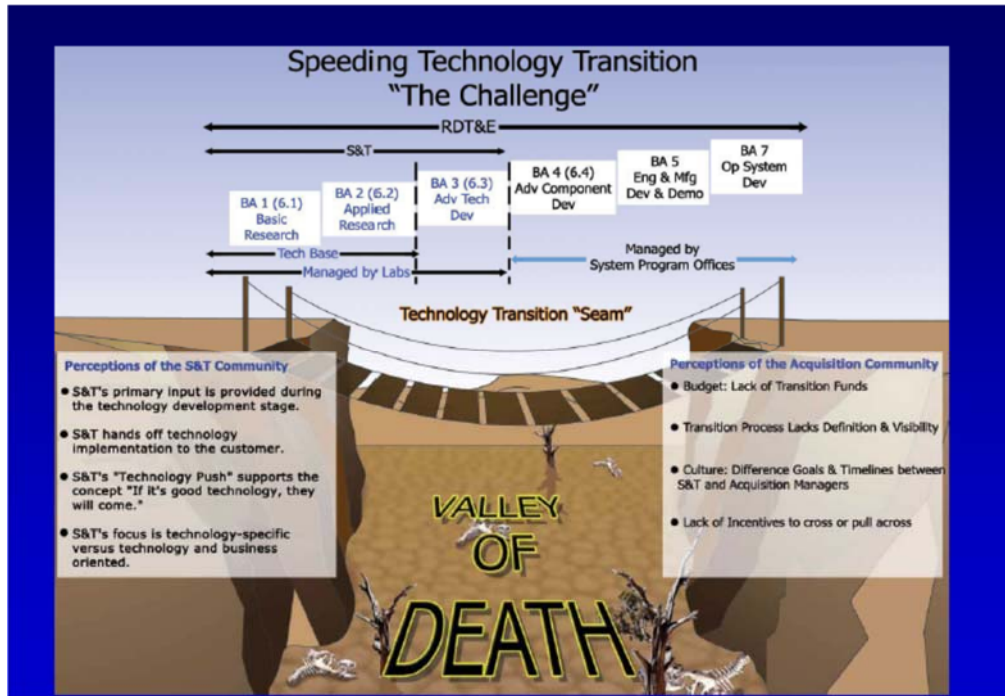 Speeding Technology Transition
"The Challenge"
RDT&E
S&T
BA 1 (6.1)
Basic
Research
BA 2 (6.2)
Applied
Research
BA 3 (6.3)
Adv Tech
Dev
BA 4 (6.4)
Adv Component
Dev
BA 5
Eng & Mfg
Dev & Demo
BA 7
Op System
Dev
Tech Base
Managed by Labs
Managed by
System Program Offices
Technology Transition "Seam"
Perceptions of the S&T Community
● S&T's primary input is provided during
the technology development stage.
● S&T hands off technology
implementation to the customer.
● S&T's "Technology Push" supports the
concept "If it's good technology, they
will come."
● S&T's focus is technology-specific
versus technology and business
oriented.
Perceptions of the Acquisition Community
● Budget: Lack of Transition Funds
● Transition Process Lacks Definition & Visibility
● Culture: Difference Goals & Timelines between
S&T and Acquisition Managers
● Lack of Incentives to cross or pull across
VALLEY
OF
DEATH